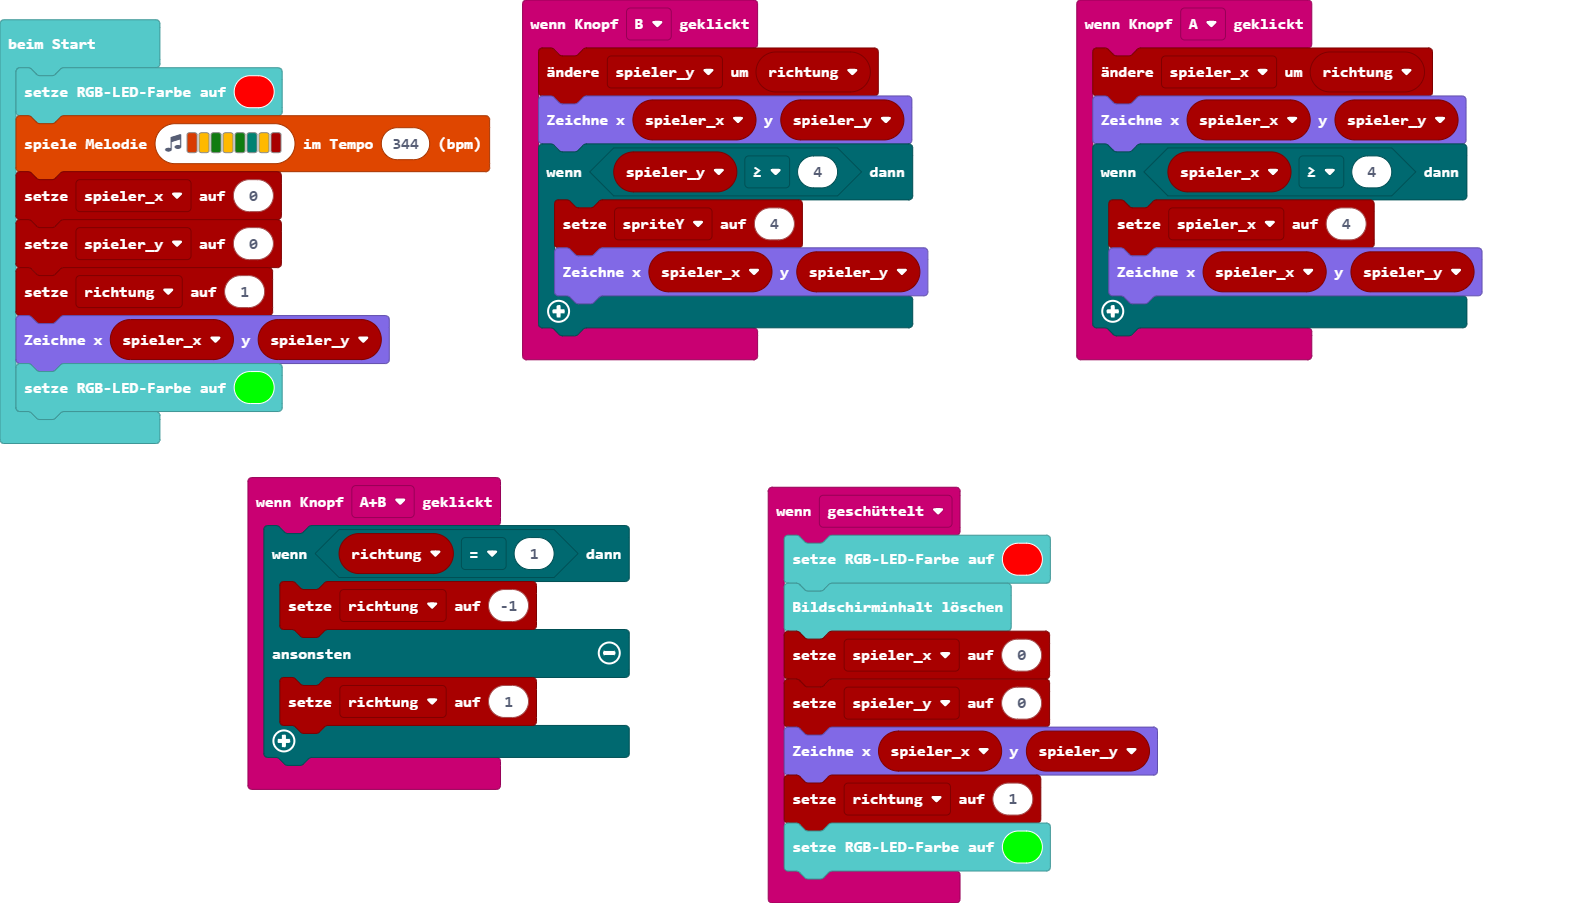 beim Start
setze RGB-LED-Farbe auf
spiele Melodie im Tempo 344 (bpm)
setze spieler_x auf 0
setze spieler_y auf 0
setze richtung auf 1
Zeichne x spieler_x y spieler_y
setze RGB-LED-Farbe auf
wenn Knopf B geklickt
ändere spieler_y um richtung
Zeichne x spieler_x y spieler_y
wenn spieler_y ≥ 4 dann
setze spriteY auf 4
Zeichne x spieler_x y spieler_y
wenn Knopf A geklickt
ändere spieler_x um richtung
Zeichne x spieler_x y spieler_y
wenn spieler_x ≥ 4 dann
setze spieler_x auf 4
Zeichne x spieler_x y spieler_y
wenn Knopf A+B geklickt
wenn richtung = 1 dann
setze richtung auf -1
ansonsten
setze richtung auf 1
wenn geschüttelt
setze RGB-LED-Farbe auf
Bildschirminhalt löschen
setze spieler_x auf 0
setze spieler_y auf 0
Zeichne x spieler_x y spieler_y
setze richtung auf 1
setze RGB-LED-Farbe auf